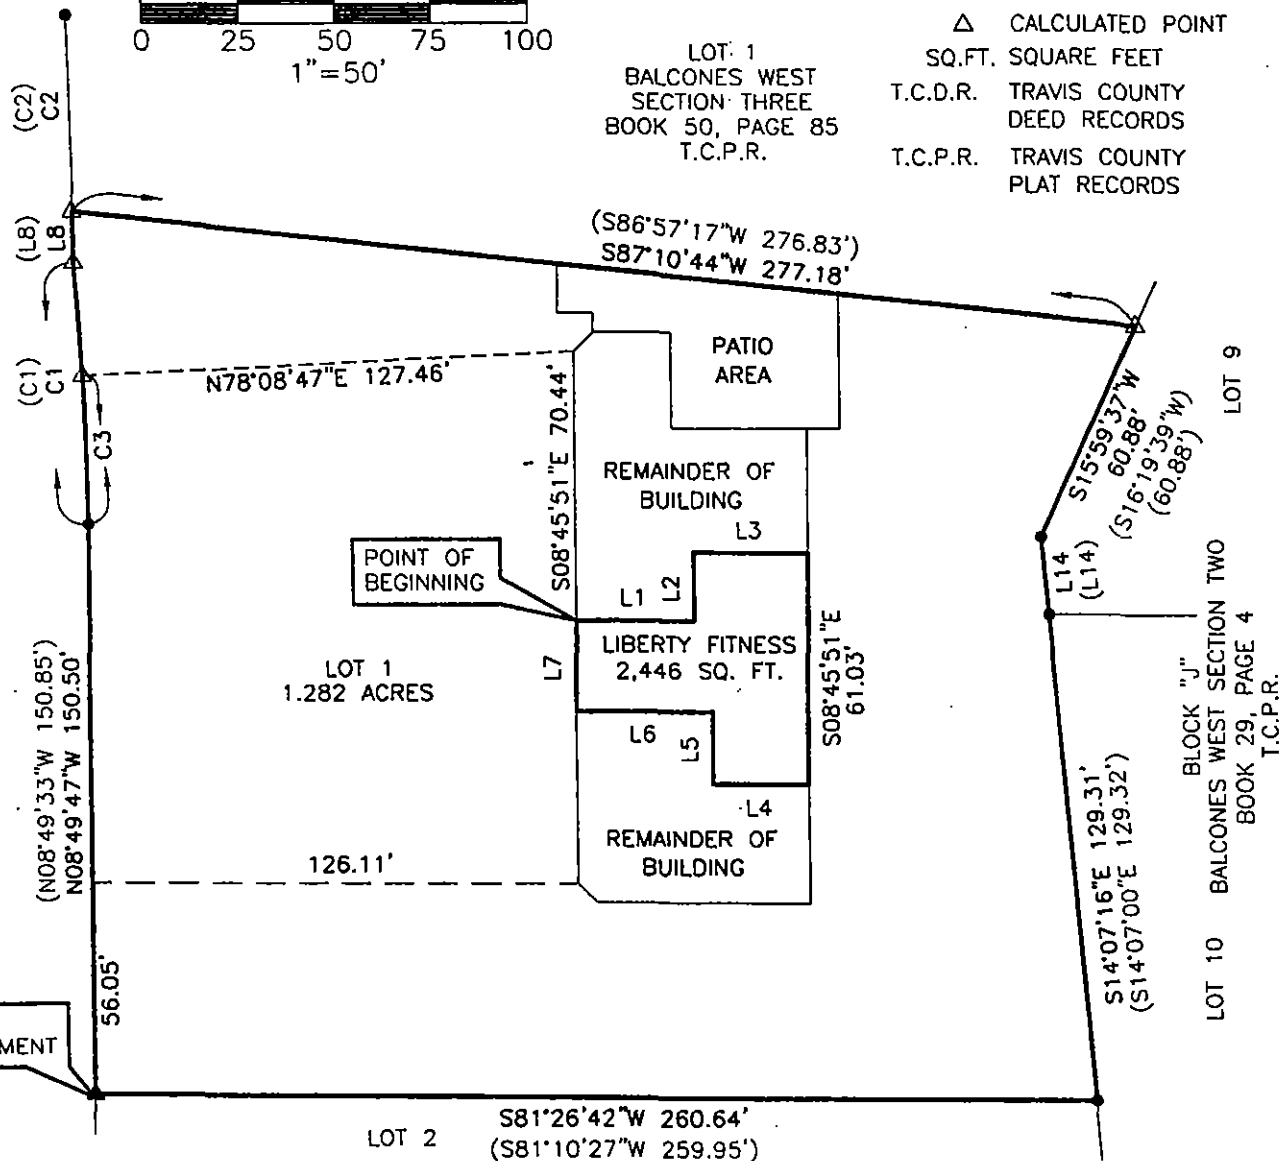 0 25 50 75 100
1"=50'
△ CALCULATED POINT
SQ.FT. SQUARE FEET
T.C.D.R. TRAVIS COUNTY
DEED RECORDS
T.C.P.R. TRAVIS COUNTY
PLAT RECORDS
LOT 1
BALCONES WEST
SECTION THREE
BOOK 50, PAGE 85
T.C.P.R.
(C2)
C2
(L8)
L8
(C1)
C1
C3
(S86°57'17"W 276.83')
S87°10'44"W 277.18'
PATIO
AREA
N78°08'47"E 127.46'
S08°45'51"E 70.44'
REMAINDER OF
BUILDING
S15°59'37"W
60.88'
(S16°19'39"W)
(60.88')
LOT 9
L14
(L14)
POINT OF
BEGINNING
L1
L2
L3
LIBERTY FITNESS
2,446 SQ. FT.
L7
L6
L5
L4
S08°45'51"E
61.03'
LOT 1
1.282 ACRES
REMAINDER OF
BUILDING
(N08°49'33"W 150.85')
N08°49'47"W 150.50'
126.11'
56.05'
S14°07'16"E 129.31'
(S14°07'00"E 129.32')
LOT 10
BLOCK "J"
BALCONES WEST SECTION TWO
BOOK 29, PAGE 4
T.C.P.R.
MENT
S81°26'42"W 260.64'
(S81°10'27"W 259.95')
LOT 2